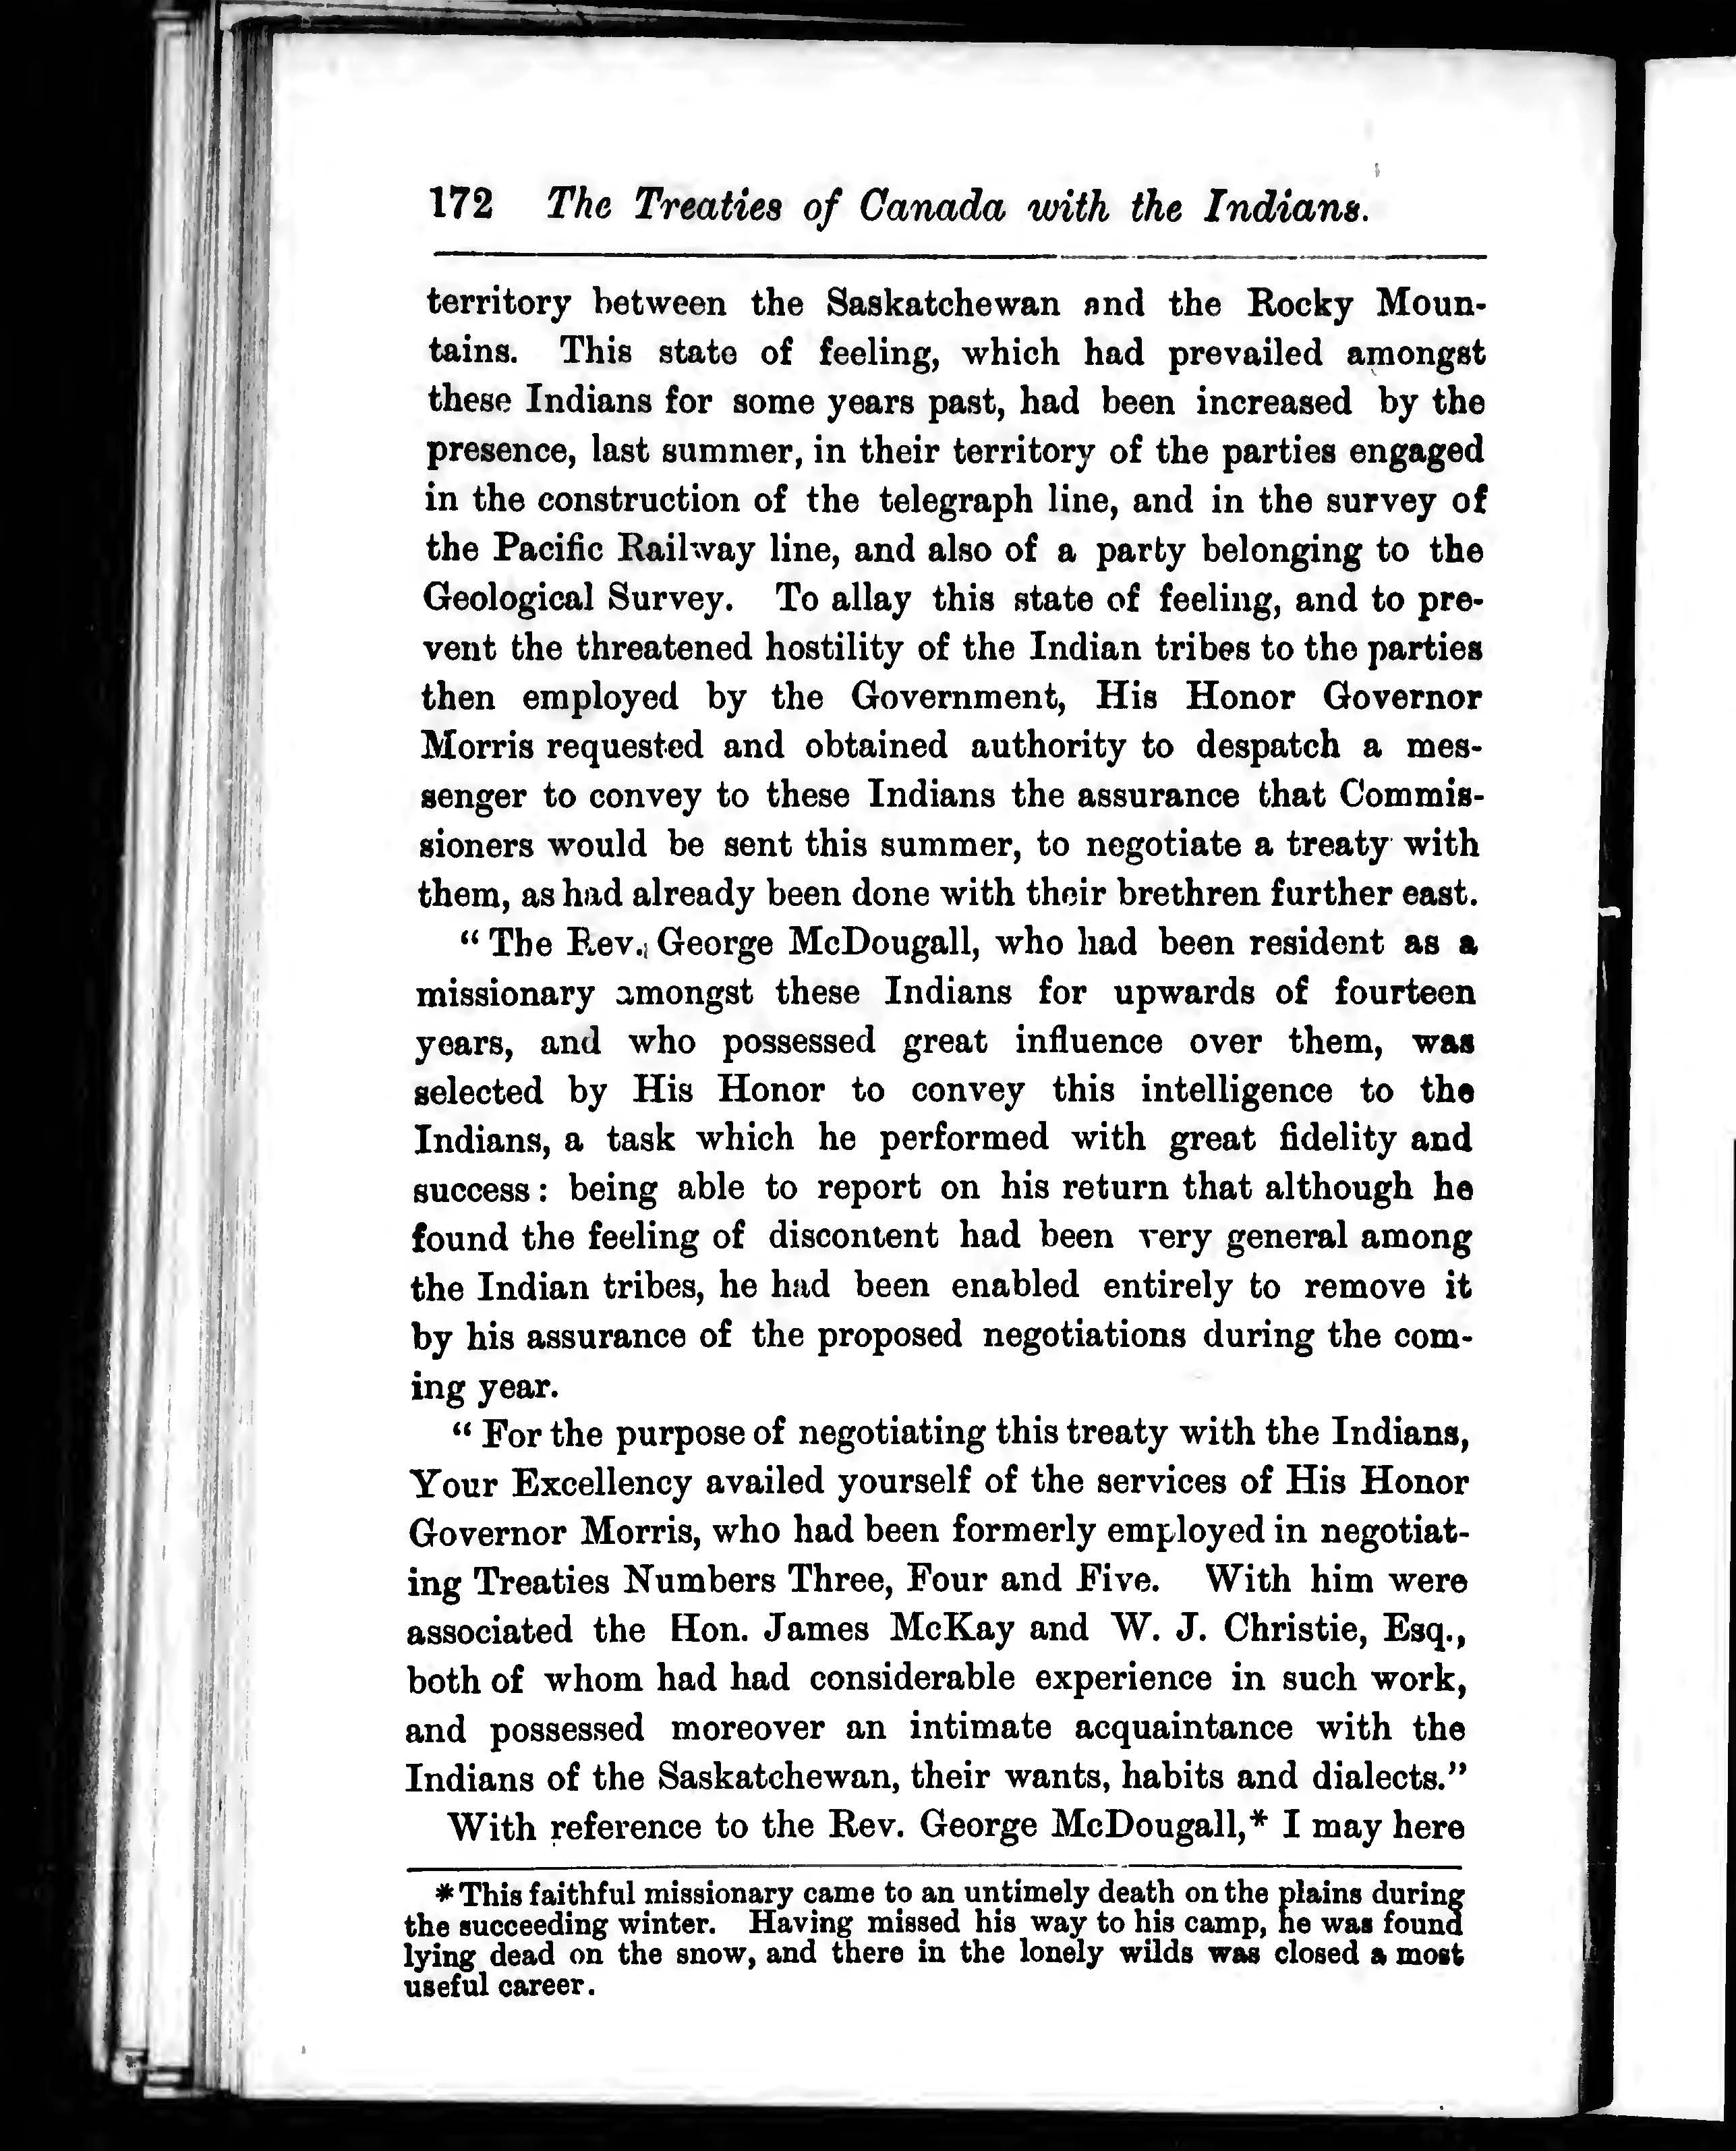 172 The Treaties of Canada with the Indians.
territory between the Saskatchewan and the Rocky Moun-
tains. This state of feeling, which had prevailed amongst
these Indians for some years past, had been increased by the
presence, last summer, in their territory of the parties engaged
in the construction of the telegraph line, and in the survey of
the Pacific Railway line, and also of a party belonging to the
Geological Survey. To allay this state of feeling, and to pre-
vent the threatened hostility of the Indian tribes to the parties
then employed by the Government, His Honor Governor
Morris requested and obtained authority to despatch a mes-
senger to convey to these Indians the assurance that Commis-
sioners would be sent this summer, to negotiate a treaty with
them, as had already been done with their brethren further east.
“ The Rev. George McDougall, who had been resident as a
missionary amongst these Indians for upwards of fourteen
years, and who possessed great influence over them, was
selected by His Honor to convey this intelligence to the
Indians, a task which he performed with great fidelity and
success : being able to report on his return that although he
found the feeling of discontent had been very general among
the Indian tribes, he had been enabled entirely to remove it
by his assurance of the proposed negotiations during the com-
ing year.
“ For the purpose of negotiating this treaty with the Indians,
Your Excellency availed yourself of the services of His Honor
Governor Morris, who had been formerly employed in negotiat-
ing Treaties Numbers Three, Four and Five. With him were
associated the Hon. James McKay and W. J. Christie, Esq.,
both of whom had had considerable experience in such work,
and possessed moreover an intimate acquaintance with the
Indians of the Saskatchewan, their wants, habits and dialects.”
With reference to the Rev. George McDougall,* I may here
* This faithful missionary came to an untimely death on the plains during
the succeeding winter. Having missed his way to his camp, he was found
lying dead on the snow, and there in the lonely wilds was closed a most
useful career.